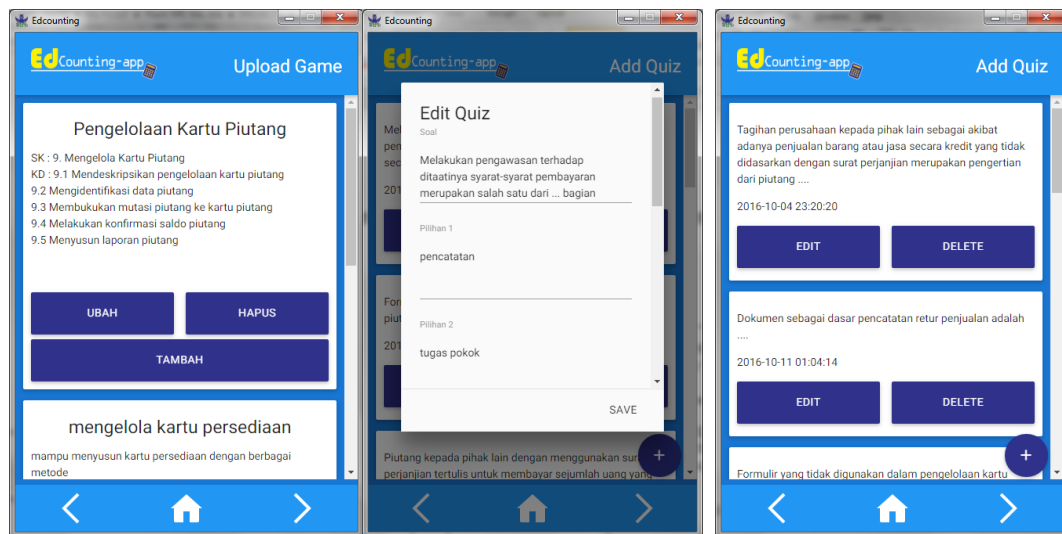 Edcounting
EdCounting-app
Upload Game
Pengelolaan Kartu Piutang
SK : 9. Mengelola Kartu Piutang
KD : 9.1 Mendeskripsikan pengelolaan kartu piutang
9.2 Mengidentifikasi data piutang
9.3 Membukukan mutasi piutang ke kartu piutang
9.4 Melakukan konfirmasi saldo piutang
9.5 Menyusun laporan piutang
UBAH
HAPUS
TAMBAH
mengelola kartu persediaan
mampu menyusun kartu persediaan dengan berbagai
metode
Edcounting
EdCounting-app
Add Quiz
Edit Quiz
Soal
Melakukan pengawasan terhadap
ditaatinya syarat-syarat pembayaran
merupakan salah satu dari ... bagian
Pilihan 1
pencatatan
Pilihan 2
tugas pokok
SAVE
Piutang kepada pihak lain dengan menggunakan
perjanjian tertulis untuk membayar sejumlah uang yang
+
Edcounting
EdCounting-app
Add Quiz
Tagihan perusahaan kepada pihak lain sebagai akibat
adanya penjualan barang atau jasa secara kredit yang tidak
didasarkan dengan surat perjanjian merupakan pengertian
dari piutang ....
2016-10-04 23:20:20
EDIT
DELETE
Dokumen sebagai dasar pencatatan retur penjualan adalah
....
2016-10-11 01:04:14
EDIT
DELETE
Formulir yang tidak digunakan dalam pengelolaan kartu
+